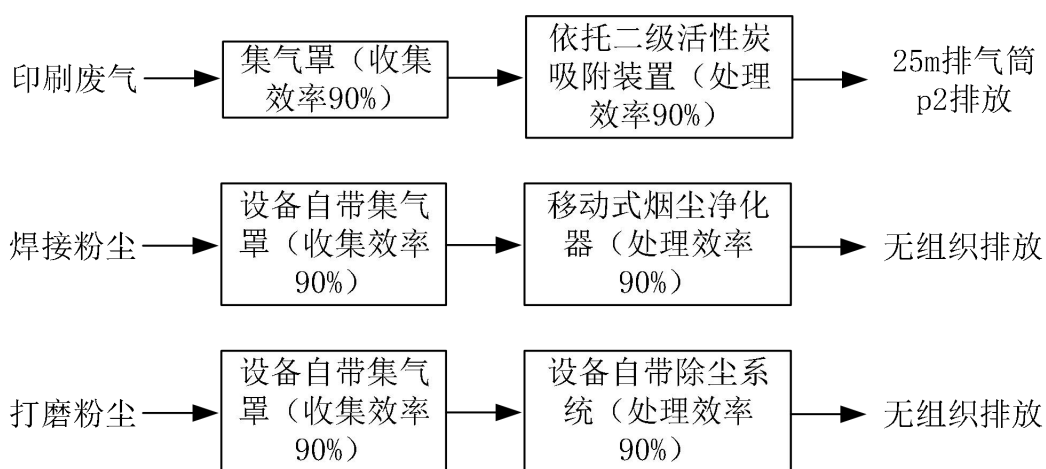 印刷废气
集气罩（收集
效率90%）
依托二级活性炭
吸附装置（处理
效率90%）
25m排气筒
p2排放
焊接粉尘
设备自带集气
罩（收集效率
90%）
移动式烟尘净化
器（处理效率
90%）
无组织排放
打磨粉尘
设备自带集气
罩（收集效率
90%）
设备自带除尘系
统（处理效率
90%）
无组织排放